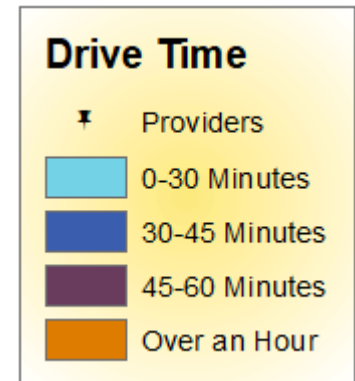 Drive Time
Providers
0-30 Minutes
30-45 Minutes
45-60 Minutes
Over an Hour